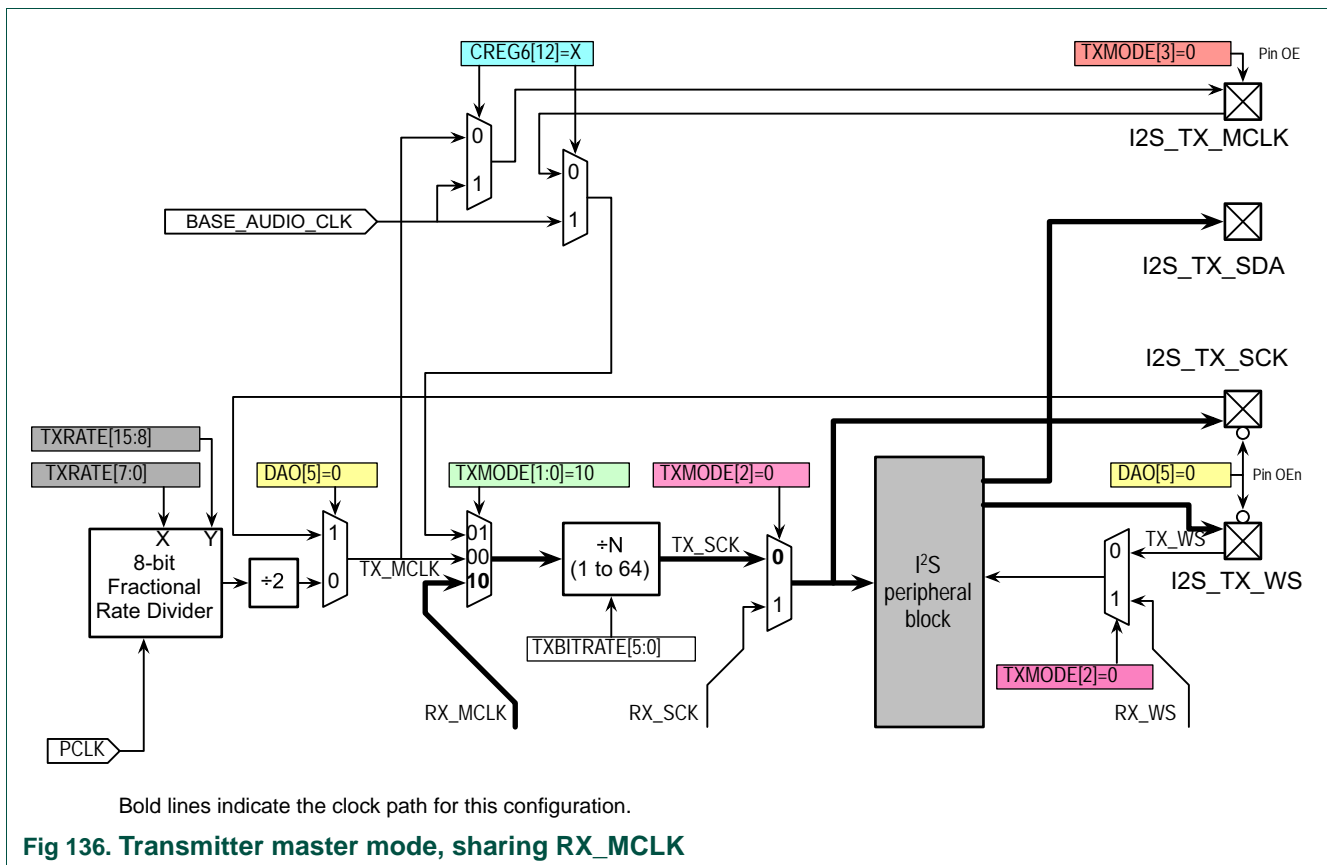 CREG6[12]=X
TXMODE[3]=0
Pin OE
0
1
I2S_TX_MCLK
0
1
BASE_AUDIO_CLK
I2S_TX_SDA
I2S_TX_SCK
TXRATE[15:8]
TXRATE[7:0]
DAO[5]=0
TXMODE[1:0]=10
TXMODE[2]=0
DAO[5]=0
Pin OEn
X
Y
8-bit
Fractional
Rate Divider
÷2
1
0
TX_MCLK
01
00
10
÷N
(1 to 64)
TX_SCK
0
1
I²S
peripheral
block
0
1
TX_WS
I2S_TX_WS
TXBITRATE[5:0]
TXMODE[2]=0
RX_MCLK
RX_SCK
RX_WS
PCLK
Bold lines indicate the clock path for this configuration.
Fig 136. Transmitter master mode, sharing RX_MCLK